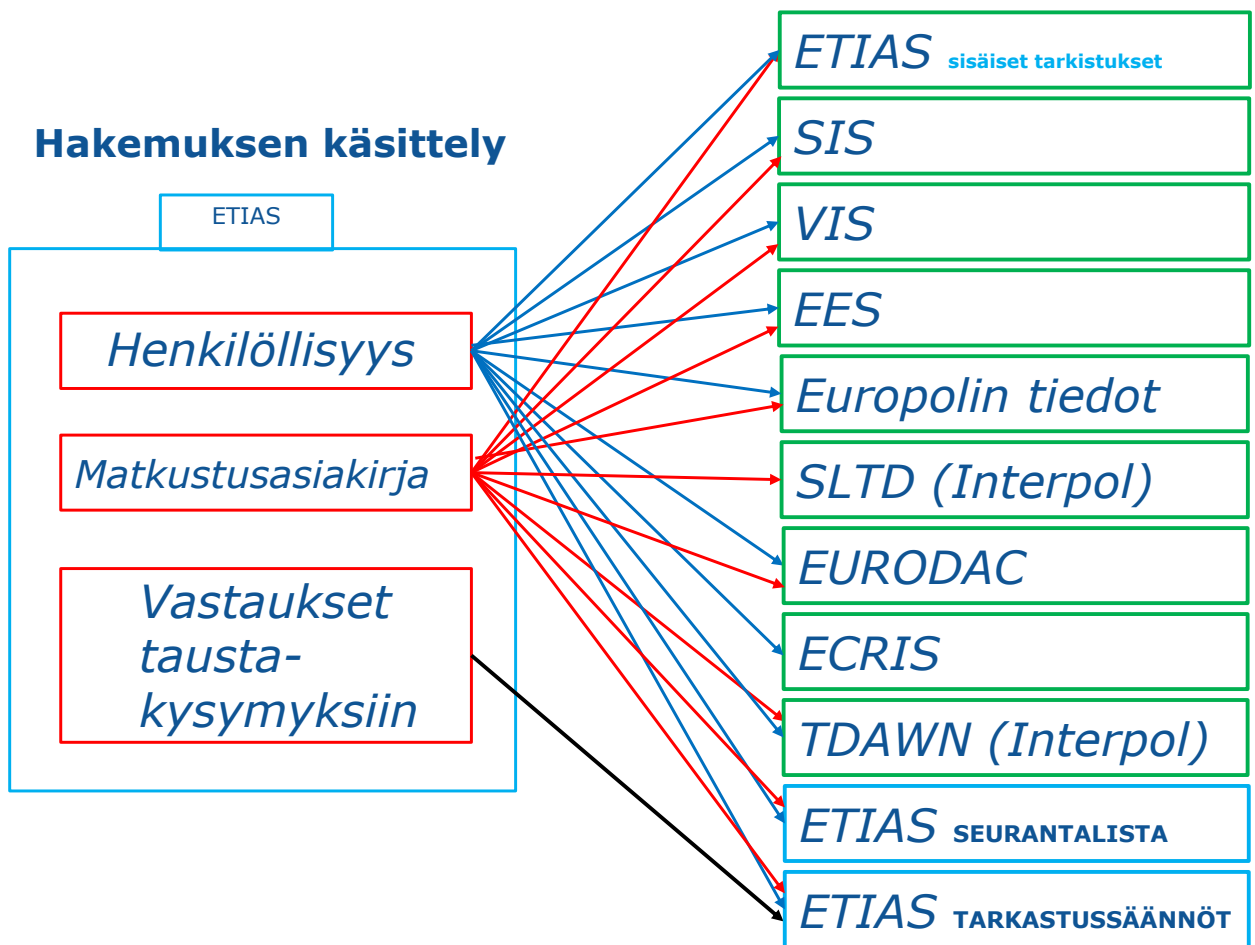 Hakemuksen käsittely
ETIAS
Henkilöllisyys
Matkustusasiakirja
Vastaukset
tausta-
kysymyksiin
ETIAS sisäiset tarkistukset
SIS
VIS
EES
Europolin tiedot
SLTD (Interpol)
EURODAC
ECRIS
TDAWN (Interpol)
ETIAS SEURANTALISTA
ETIAS TARKASTUSSÄÄNNÖT